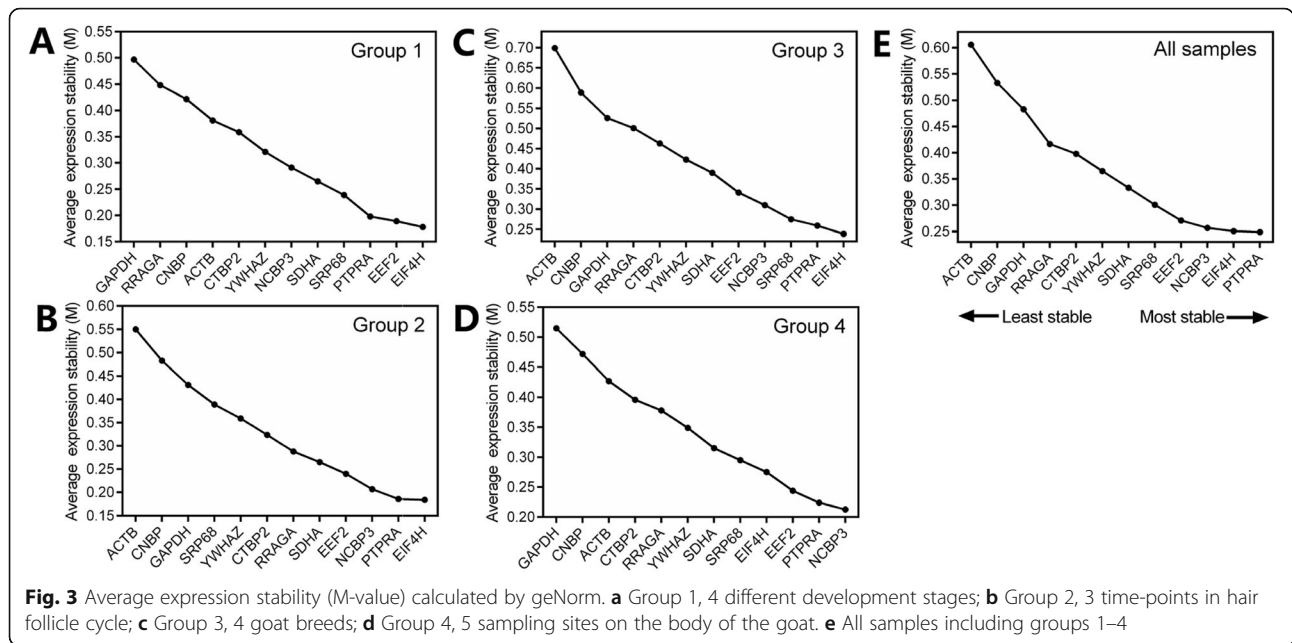 A
Group 1
Average expression stability (M)
0.55
0.50
0.45
0.40
0.35
0.30
0.25
0.20
0.15
GAPDH
RRAGA
CNBP
ACTB
CTBP2
YWHAZ
NCBP3
SDHA
SRP68
PTPRA
EEF2
EIF4H
B
Group 2
Average expression stability (M)
0.60
0.55
0.50
0.45
0.40
0.35
0.30
0.25
0.20
0.15
ACTB
CNBP
GAPDH
SRP68
YWHAZ
CTBP2
RRAGA
SDHA
EEF2
NCBP3
PTPRA
EIF4H
C
Group 3
Average expression stability (M)
0.70
0.60
0.50
0.45
0.40
0.35
0.30
0.25
ACTB
CNBP
GAPDH
RRAGA
CTBP2
YWHAZ
SDHA
EEF2
NCBP3
SRP68
PTPRA
EIF4H
D
Group 4
Average expression stability (M)
0.55
0.50
0.45
0.40
0.35
0.30
0.25
0.20
GAPDH
CNBP
ACTB
CTBP2
RRAGA
YWHAZ
SDHA
SRP68
EIF4H
EEF2
PTPRA
NCBP3
E
All samples
Average expression stability (M)
0.60
0.55
0.50
0.45
0.40
0.35
0.30
0.25
ACTB
CNBP
GAPDH
RRAGA
CTBP2
YWHAZ
SDHA
SRP68
EEF2
NCBP3
EIF4H
PTPRA
Least stable Most stable
Fig. 3 Average expression stability (M-value) calculated by geNorm. a Group 1, 4 different development stages; b Group 2, 3 time-points in hair
follicle cycle; c Group 3, 4 goat breeds; d Group 4, 5 sampling sites on the body of the goat. e All samples including groups 1–4